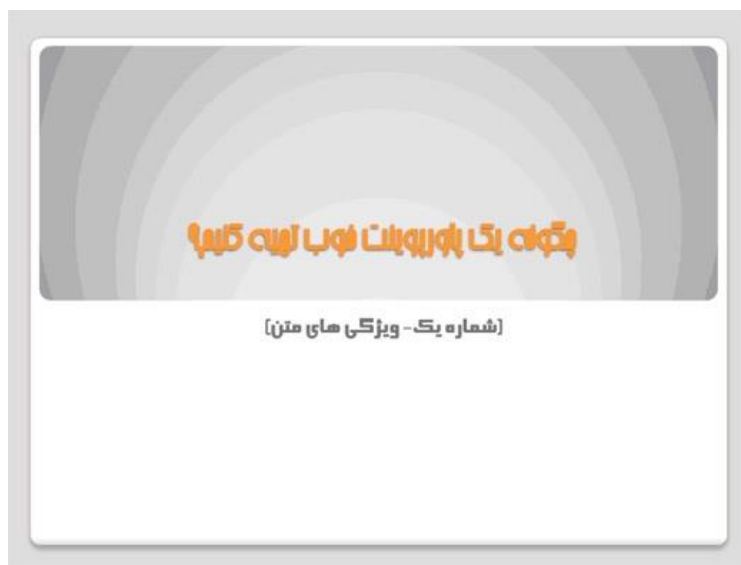 چگونه یک پاورپوینت خوب تهیه کنیم؟
(شماره یک- ویژگی های متن)